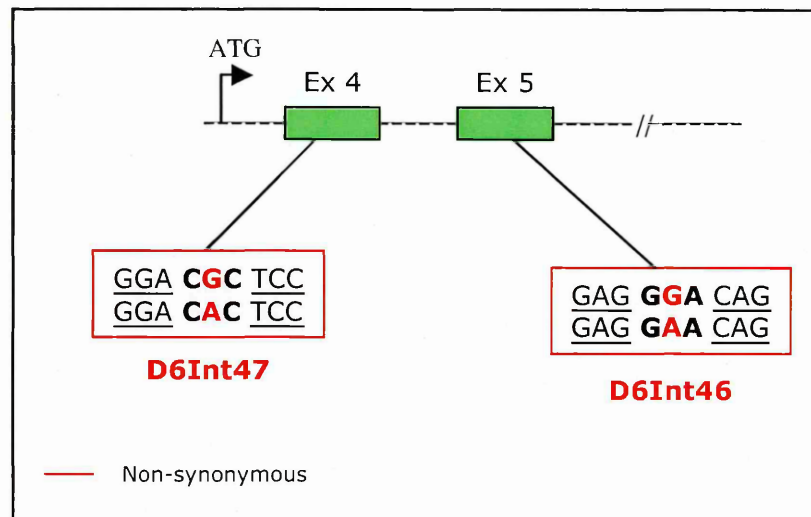 ATG
Ex 4 Ex 5
//
GGA CGC TCC
GGA CAC TCC
D6Int47
GAG GGA CAG
GAG GAA CAG
D6Int46
Non-synonymous